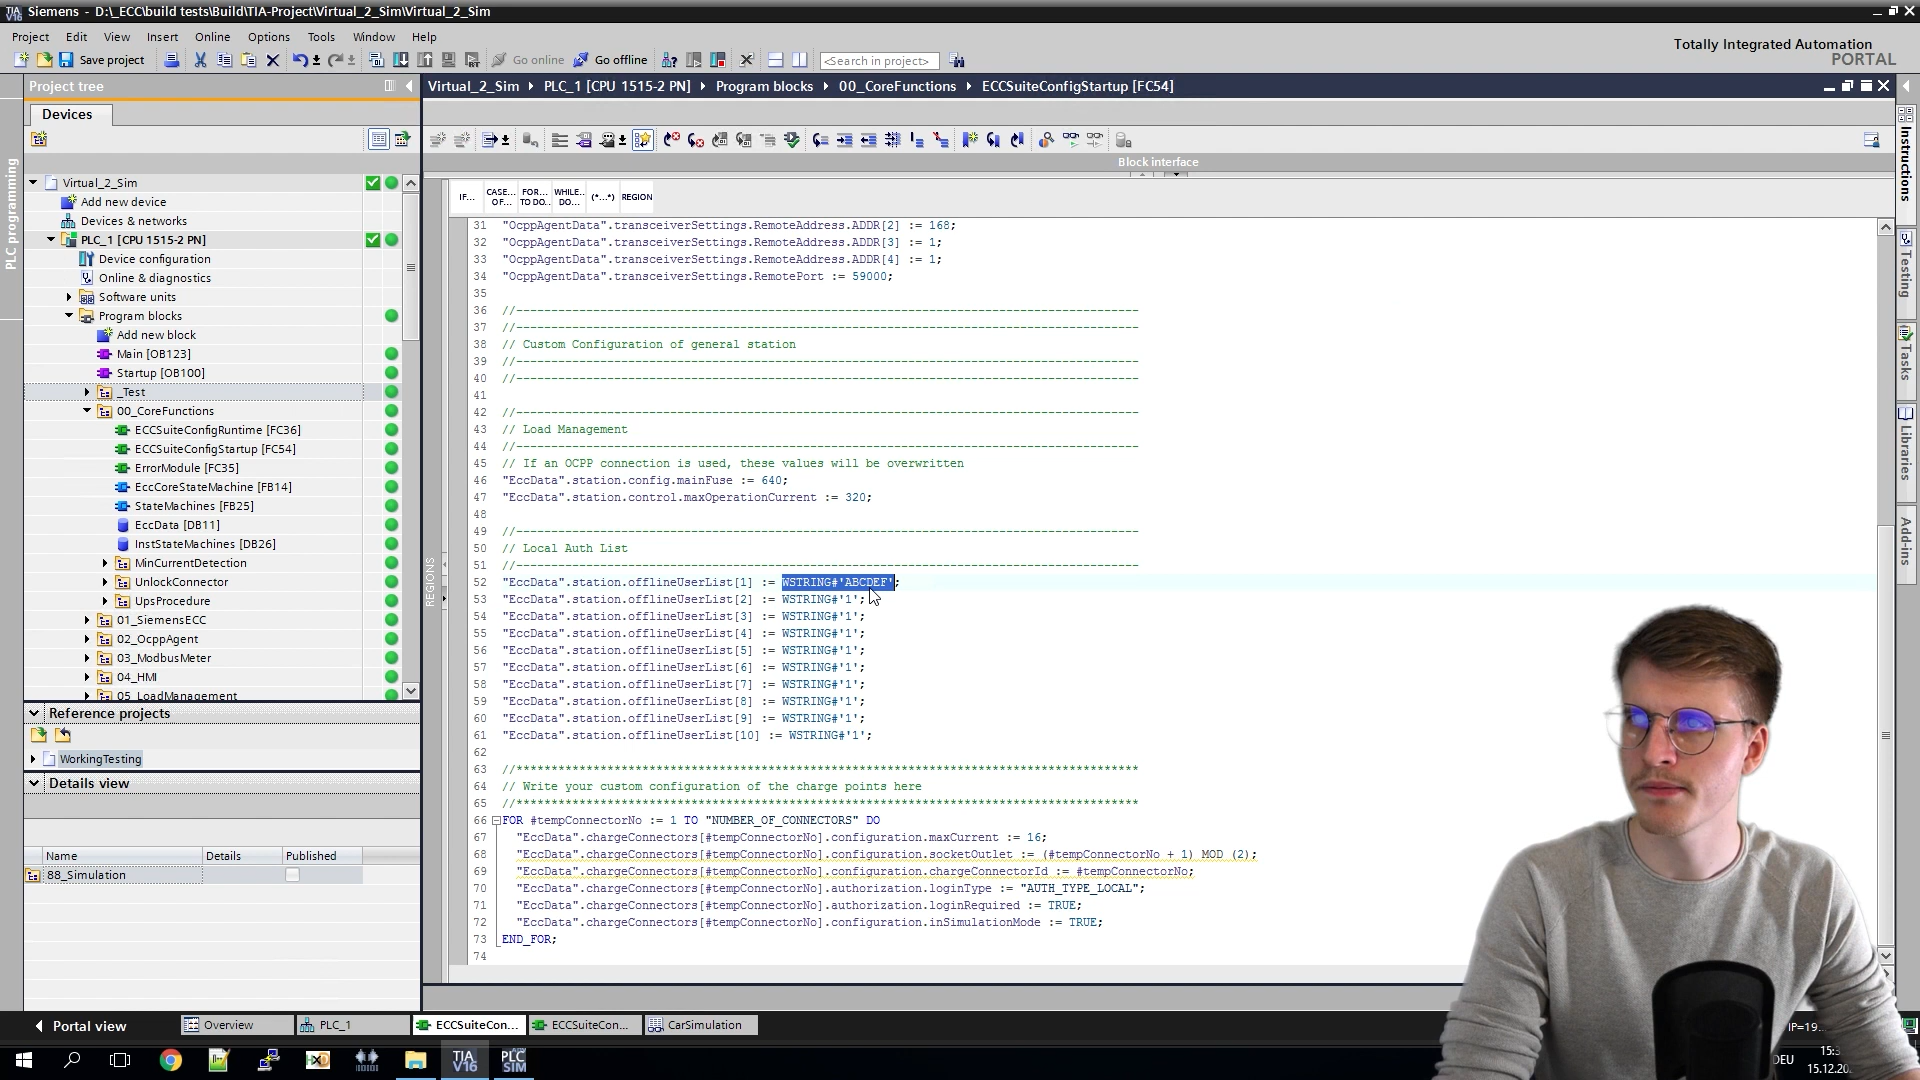 Siemens - D:\_ECC\build tests\Build\TIA-Project\Virtual_2_Sim\Virtual_2_Sim
Project Edit View Insert Online Options Tools Window Help
Totally Integrated Automation
PORTAL
Save project
Go online
Go offline
<Search in project>
Project tree
Virtual_2_Sim
PLC_1 [CPU 1515-2 PN]
Program blocks
00_CoreFunctions
ECCSuiteConfigStartup [FC54]
Devices
PLC programming
Block interface
IF...
CASE... OF...
FOR... TO DO...
WHILE... DO...
(*...*)
REGION
Virtual_2_Sim
Add new device
Devices & networks
PLC_1 [CPU 1515-2 PN]
Device configuration
Online & diagnostics
Software units
Program blocks
Add new block
Main [OB123]
Startup [OB100]
_Test
00_CoreFunctions
ECCSuiteConfigRuntime [FC36]
ECCSuiteConfigStartup [FC54]
ErrorModule [FC35]
EccCoreStateMachine [FB14]
StateMachines [FB25]
EccData [DB11]
InstStateMachines [DB26]
MinCurrentDetection
UnlockConnector
UpsProcedure
01_SiemensECC
02_OcppAgent
03_ModbusMeter
04_HMI
05_LoadManagement
Reference projects
WorkingTesting
Details view
Name Details Published
88_Simulation
REGIONS
31 "OcppAgentData".transceiverSettings.RemoteAddress.ADDR[2] := 168;
32 "OcppAgentData".transceiverSettings.RemoteAddress.ADDR[3] := 1;
33 "OcppAgentData".transceiverSettings.RemoteAddress.ADDR[4] := 1;
34 "OcppAgentData".transceiverSettings.RemotePort := 59000;
35
36 //-----------------------------------------------------------------------------------------
37 //-----------------------------------------------------------------------------------------
38 // Custom Configuration of general station
39 //-----------------------------------------------------------------------------------------
40 //-----------------------------------------------------------------------------------------
41
42 //-----------------------------------------------------------------------------------------
43 // Load Management
44 //-----------------------------------------------------------------------------------------
45 // If an OCPP connection is used, these values will be overwritten
46 "EccData".station.config.mainFuse := 640;
47 "EccData".station.control.maxOperationCurrent := 320;
48
49 //-----------------------------------------------------------------------------------------
50 // Local Auth List
51 //-----------------------------------------------------------------------------------------
52 "EccData".station.offlineUserList[1] := WSTRING#'ABCDEF';
53 "EccData".station.offlineUserList[2] := WSTRING#'1';
54 "EccData".station.offlineUserList[3] := WSTRING#'1';
55 "EccData".station.offlineUserList[4] := WSTRING#'1';
56 "EccData".station.offlineUserList[5] := WSTRING#'1';
57 "EccData".station.offlineUserList[6] := WSTRING#'1';
58 "EccData".station.offlineUserList[7] := WSTRING#'1';
59 "EccData".station.offlineUserList[8] := WSTRING#'1';
60 "EccData".station.offlineUserList[9] := WSTRING#'1';
61 "EccData".station.offlineUserList[10] := WSTRING#'1';
62
63 //*****************************************************************************************
64 // Write your custom configuration of the charge points here
65 //*****************************************************************************************
66 FOR #tempConnectorNo := 1 TO "NUMBER_OF_CONNECTORS" DO
67 "EccData".chargeConnectors[#tempConnectorNo].configuration.maxCurrent := 16;
68 "EccData".chargeConnectors[#tempConnectorNo].configuration.socketOutlet := (#tempConnectorNo + 1) MOD (2);
69 "EccData".chargeConnectors[#tempConnectorNo].configuration.chargeConnectorId := #tempConnectorNo;
70 "EccData".chargeConnectors[#tempConnectorNo].authorization.loginType := "AUTH_TYPE_LOCAL";
71 "EccData".chargeConnectors[#tempConnectorNo].authorization.loginRequired := TRUE;
72 "EccData".chargeConnectors[#tempConnectorNo].configuration.inSimulationMode := TRUE;
73 END_FOR;
74
Instructions
Testing
Tasks
Libraries
Add-ins
Portal view
Overview
PLC_1
ECCSuiteCon...
ECCSuiteCon...
CarSimulation
IP=19...
TIA V16
PLC SIM
DEU
15:3
15.12.20